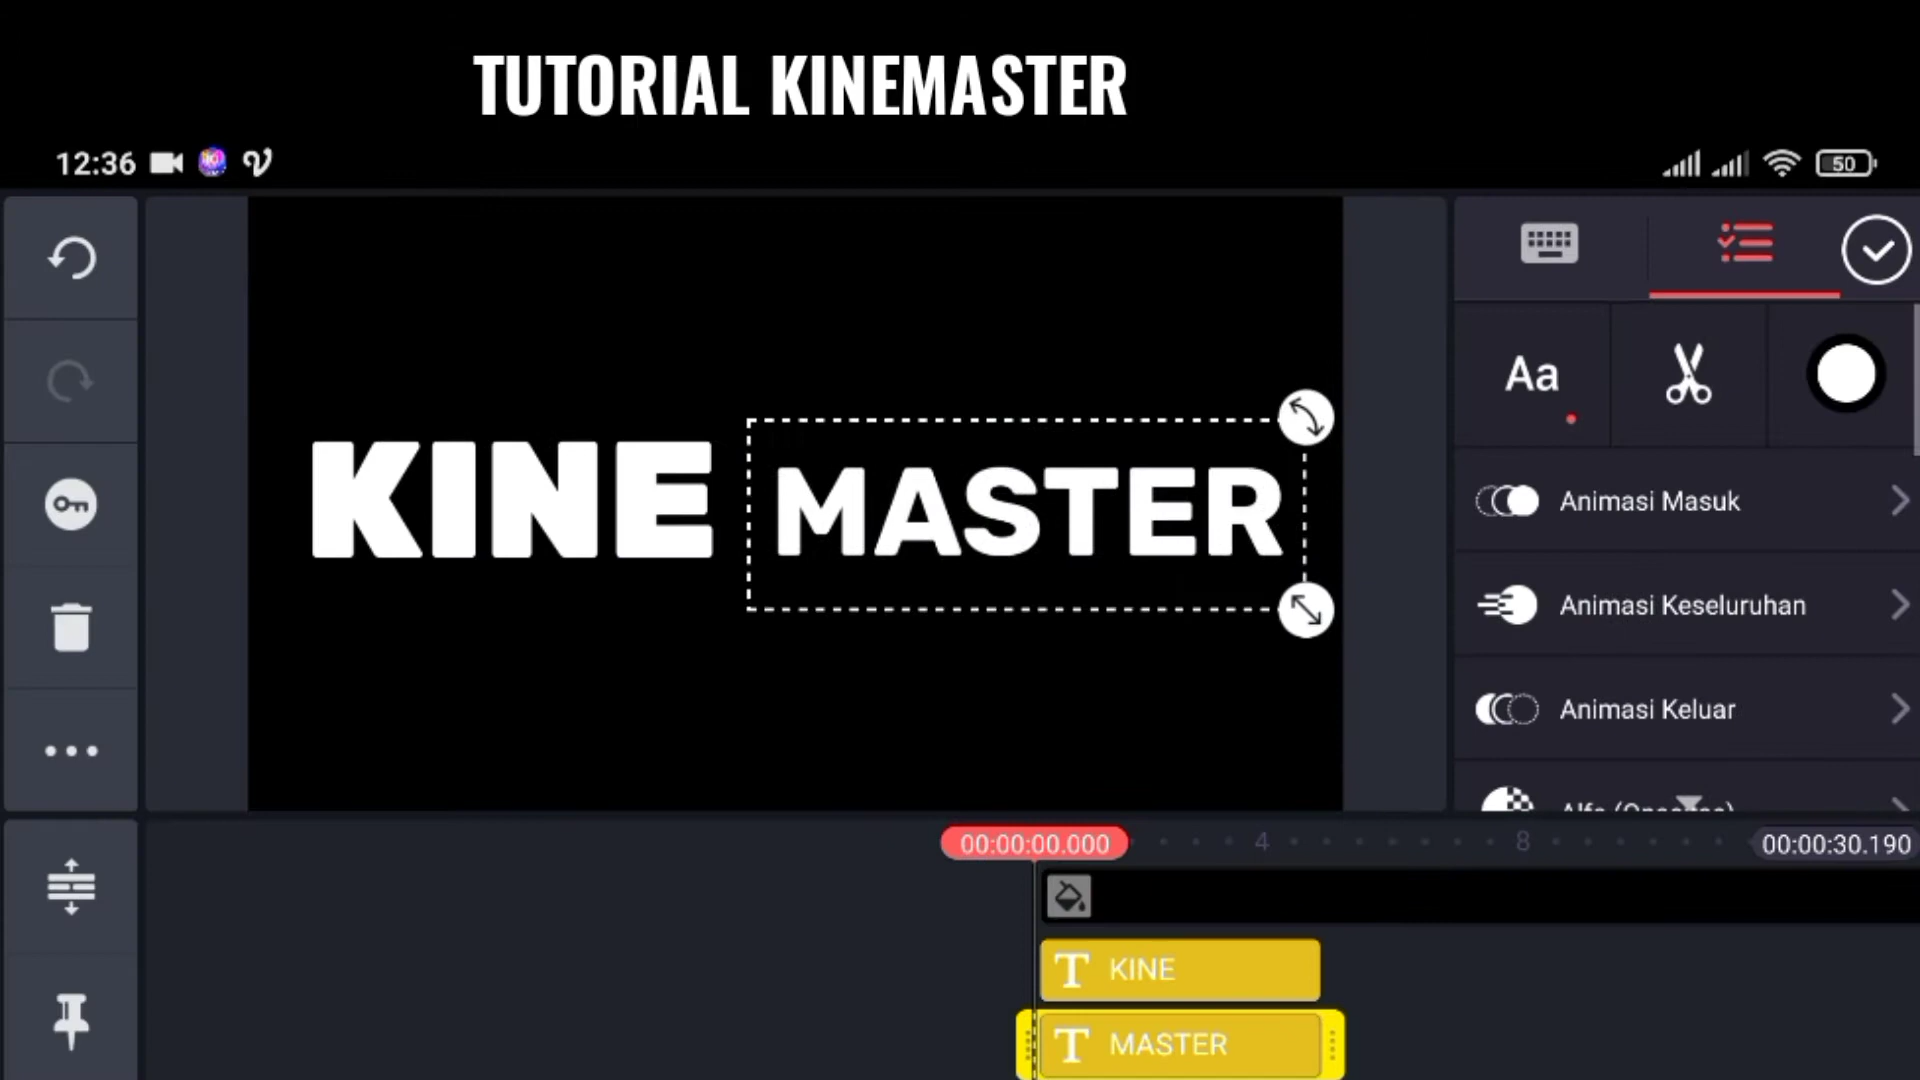 TUTORIAL KINEMASTER
12:36
50
Aa
KINE MASTER
Animasi Masuk
Animasi Keseluruhan
Animasi Keluar
00:00:00.000
4
8
00:00:30.190
T KINE
T MASTER